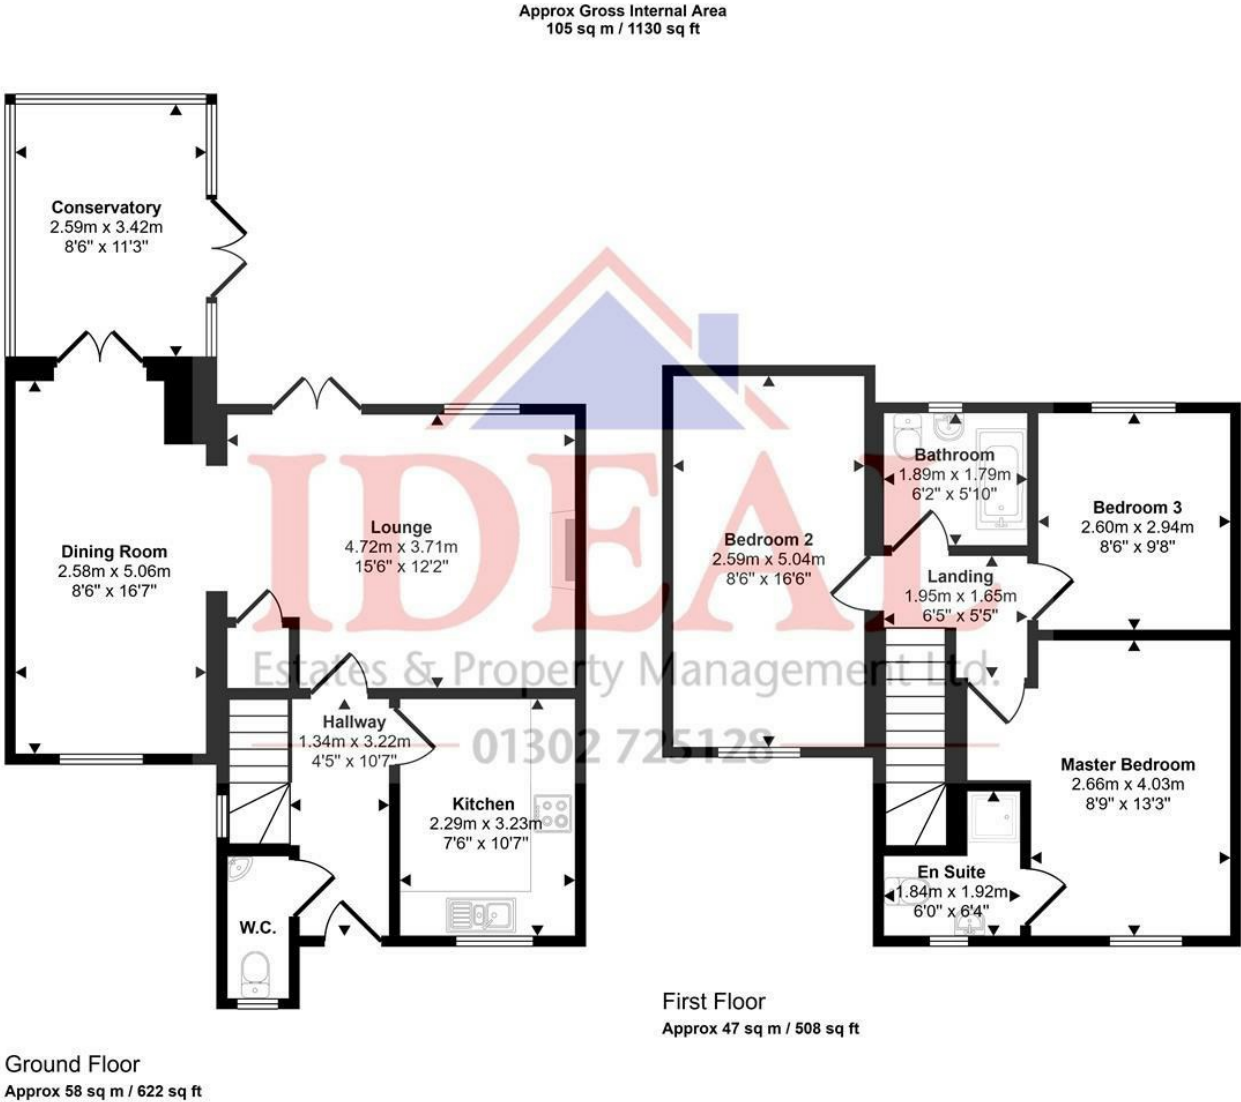 Approx Gross Internal Area
105 sq m / 1130 sq ft
Conservatory
2.59m x 3.42m
8'6" x 11'3"
Dining Room
2.58m x 5.06m
8'6" x 16'7"
Lounge
4.72m x 3.71m
15'6" x 12'2"
Hallway
1.34m x 3.22m
4'5" x 10'7"
Kitchen
2.29m x 3.23m
7'6" x 10'7"
W.C.
Bedroom 2
2.59m x 5.04m
8'6" x 16'6"
Bathroom
1.89m x 1.79m
6'2" x 5'10"
Bedroom 3
2.60m x 2.94m
8'6" x 9'8"
Landing
1.95m x 1.65m
6'5" x 5'5"
Master Bedroom
2.66m x 4.03m
8'9" x 13'3"
En Suite
1.84m x 1.92m
6'0" x 6'4"
IDEAL
Estates & Property Management Ltd.
01302 725128
First Floor
Approx 47 sq m / 508 sq ft
Ground Floor
Approx 58 sq m / 622 sq ft